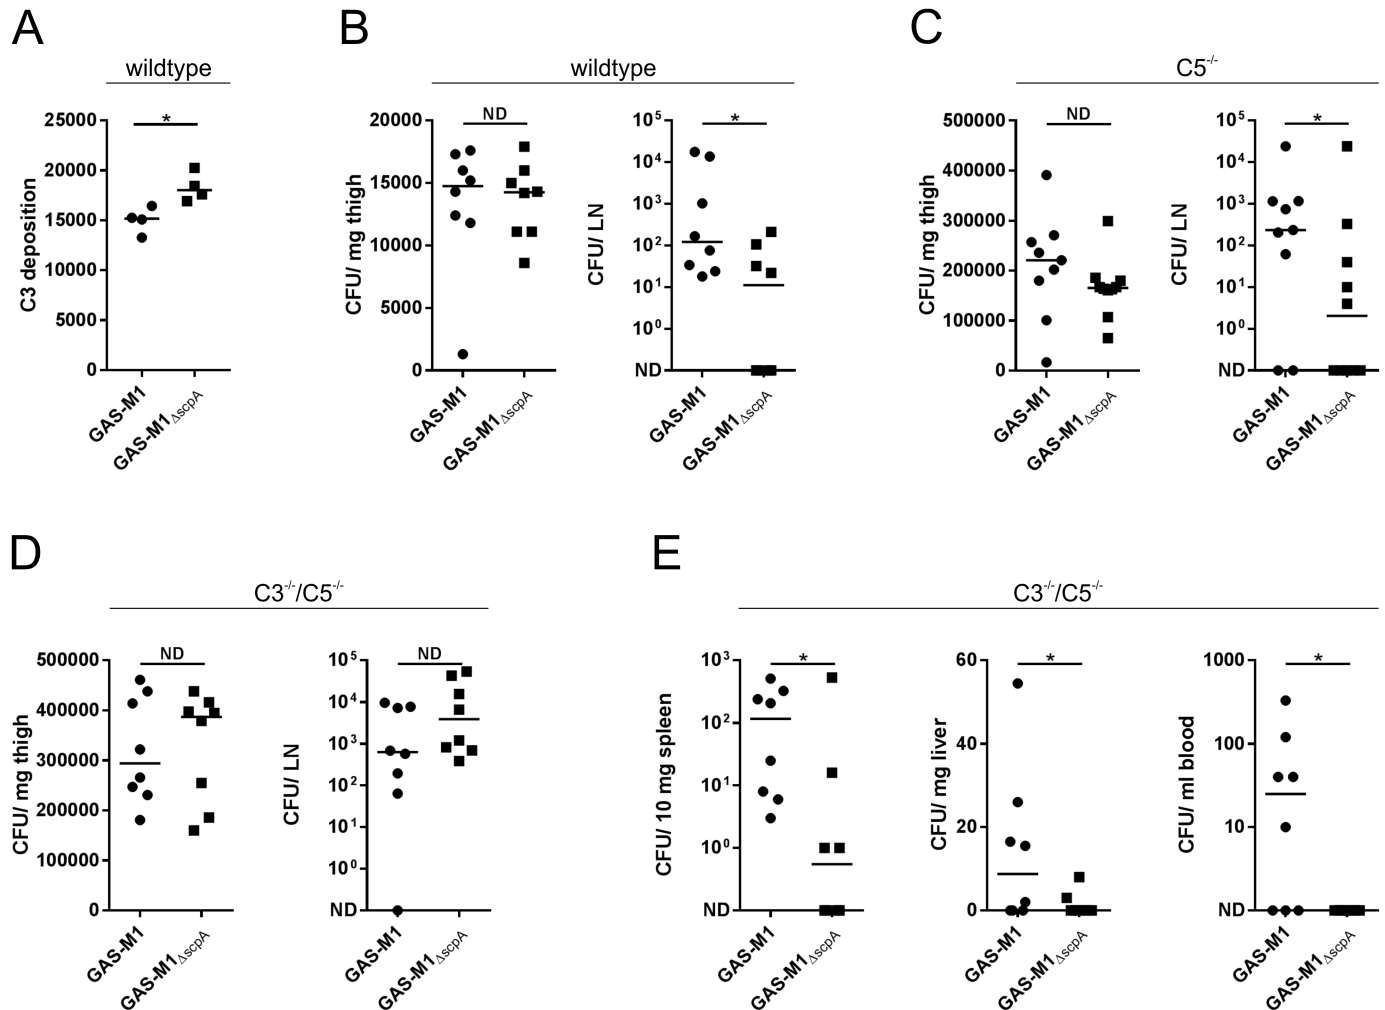 A
wildtype
C3 deposition
25000
20000
15000
10000
5000
0
*
GAS-M1
GAS-M1ΔscpA
B
wildtype
CFU/ mg thigh
20000
15000
10000
5000
0
ND
GAS-M1
GAS-M1ΔscpA
CFU/ LN
10⁵
10⁴
10³
10²
10¹
10⁰
ND
*
GAS-M1
GAS-M1ΔscpA
C
C5⁻/⁻
CFU/ mg thigh
500000
400000
300000
200000
100000
0
ND
GAS-M1
GAS-M1ΔscpA
CFU/ LN
10⁵
10⁴
10³
10²
10¹
10⁰
ND
*
GAS-M1
GAS-M1ΔscpA
D
C3⁻/⁻/C5⁻/⁻
CFU/ mg thigh
500000
400000
300000
200000
100000
0
ND
GAS-M1
GAS-M1ΔscpA
CFU/ LN
10⁵
10⁴
10³
10²
10¹
10⁰
ND
ND
GAS-M1
GAS-M1ΔscpA
E
C3⁻/⁻/C5⁻/⁻
CFU/ 10 mg spleen
10³
10²
10¹
10⁰
ND
*
GAS-M1
GAS-M1ΔscpA
CFU/ mg liver
60
40
20
0
*
GAS-M1
GAS-M1ΔscpA
CFU/ ml blood
1000
100
10
ND
*
GAS-M1
GAS-M1ΔscpA